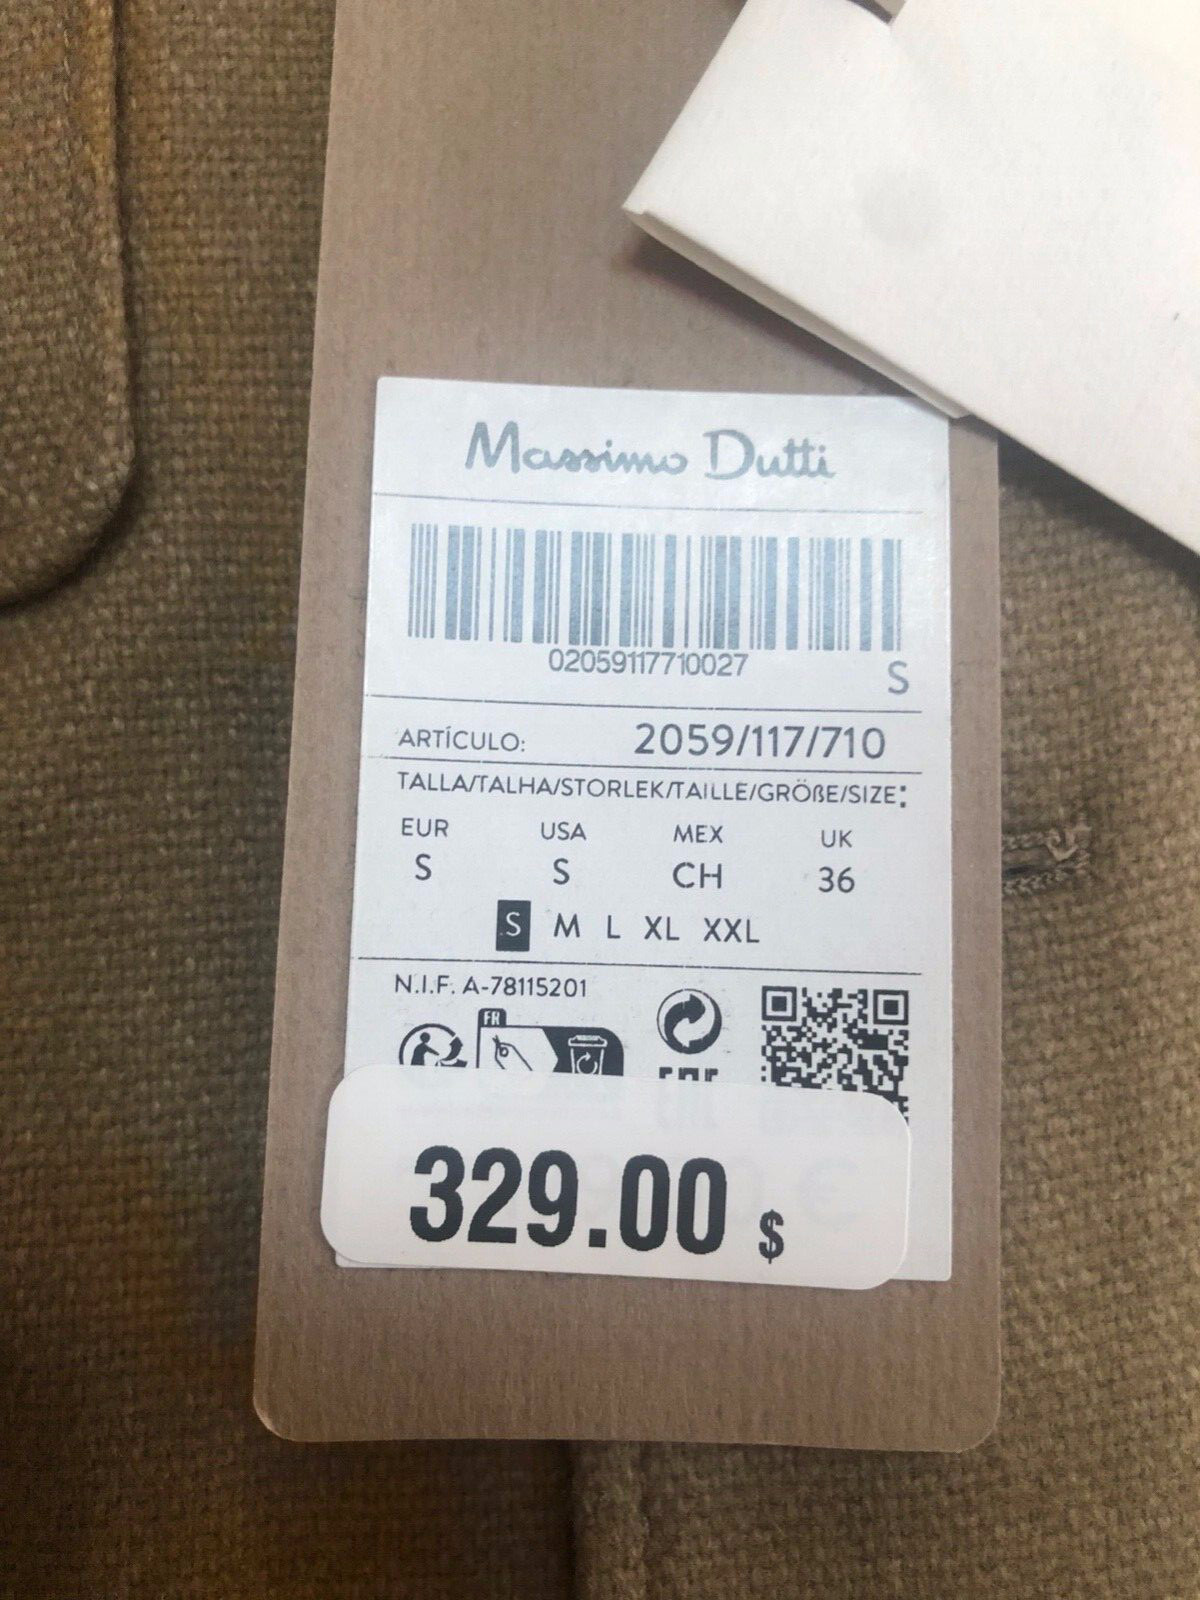 Massimo Dutti
02059117710027
S
ARTÍCULO: 2059/117/710
TALLA/TALHA/STORLEK/TAILLE/GRÖßE/SIZE:
EUR USA MEX UK
S S CH 36
S M L XL XXL
N.I.F. A-78115201
FR
329.00 $